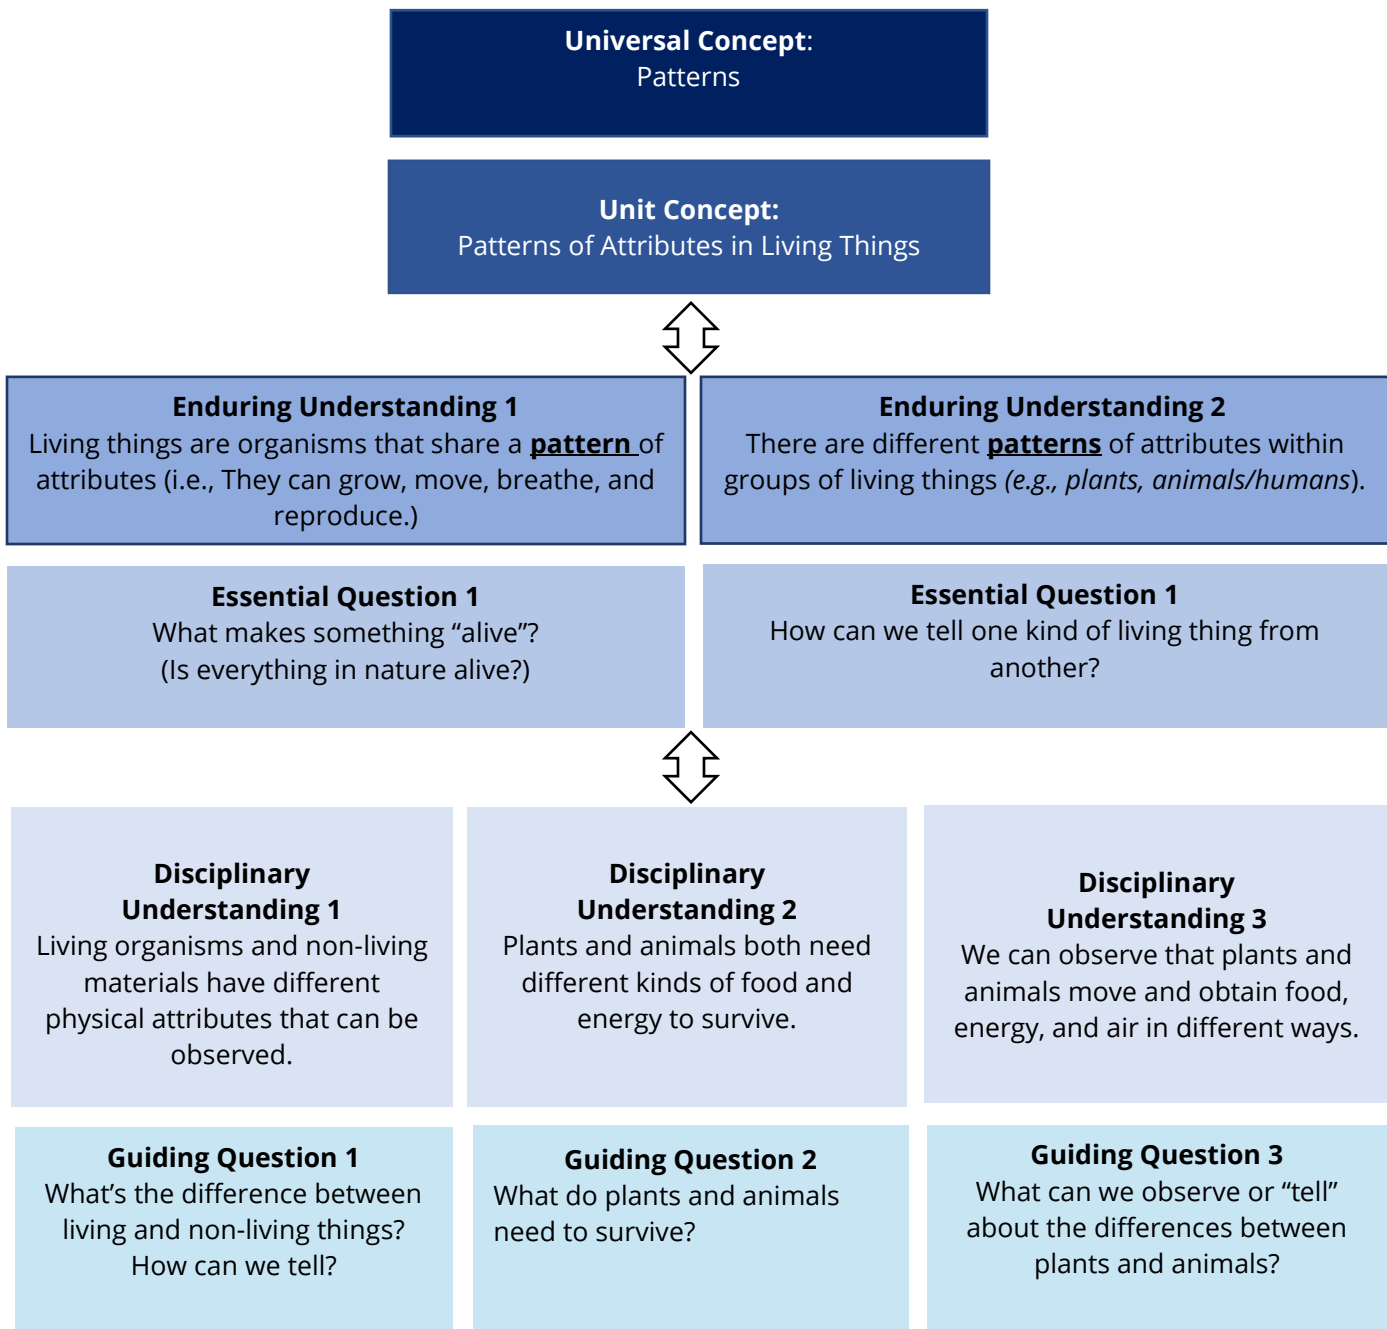 Universal Concept:
Patterns
Unit Concept:
Patterns of Attributes in Living Things
Enduring Understanding 1
Living things are organisms that share a pattern of
attributes (i.e., They can grow, move, breathe, and
reproduce.)
Enduring Understanding 2
There are different patterns of attributes within
groups of living things (e.g., plants, animals/humans).
Essential Question 1
What makes something “alive”?
(Is everything in nature alive?)
Essential Question 1
How can we tell one kind of living thing from
another?
Disciplinary
Understanding 1
Living organisms and non-living
materials have different
physical attributes that can be
observed.
Disciplinary
Understanding 2
Plants and animals both need
different kinds of food and
energy to survive.
Disciplinary
Understanding 3
We can observe that plants and
animals move and obtain food,
energy, and air in different ways.
Guiding Question 1
What’s the difference between
living and non-living things?
How can we tell?
Guiding Question 2
What do plants and animals
need to survive?
Guiding Question 3
What can we observe or “tell”
about the differences between
plants and animals?